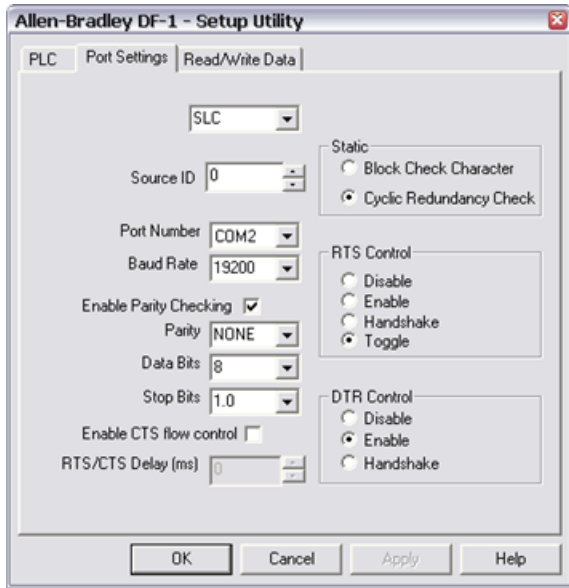 Allen-Bradley DF-1 - Setup Utility
PLC Port Settings Read/Write Data
SLC
Source ID 0
Port Number COM2
Baud Rate 19200
Enable Parity Checking
Parity NONE
Data Bits 8
Stop Bits 1.0
Enable CTS flow control
RTS/CTS Delay (ms) 0
Static
Block Check Character
Cyclic Redundancy Check
RTS Control
Disable
Enable
Handshake
Toggle
DTR Control
Disable
Enable
Handshake
OK Cancel Apply Help